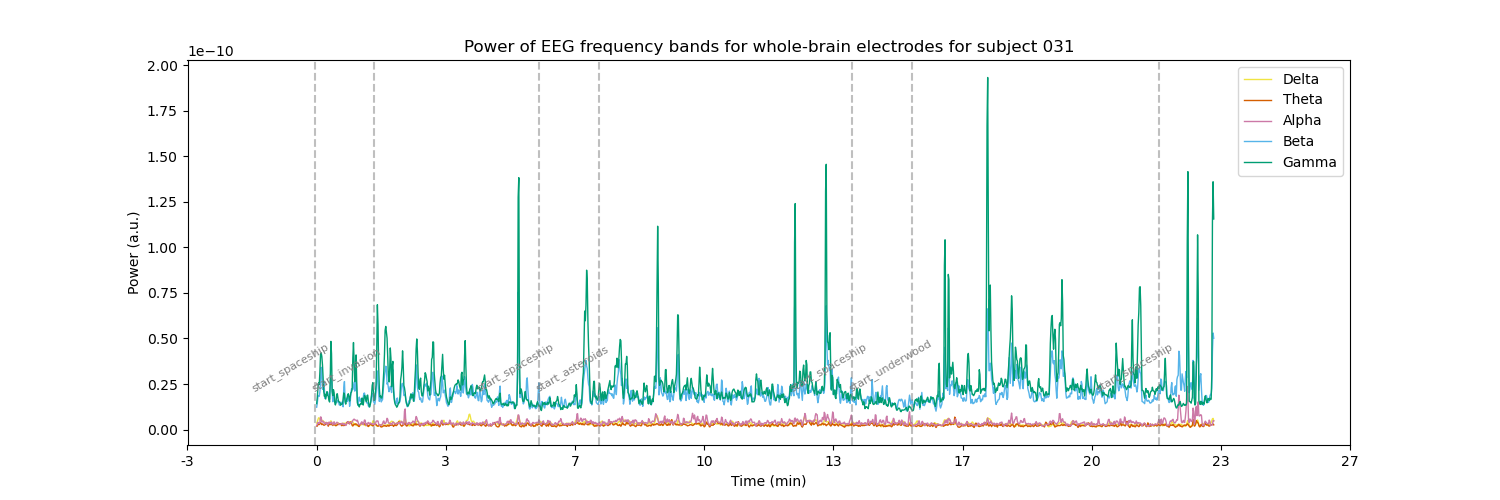 Power of EEG frequency bands for whole-brain electrodes for subject 031
1e−10
2.00
1.75
1.50
1.25
1.00
0.75
0.50
0.25
0.00
Power (a.u.)
Delta
Theta
Alpha
Beta
Gamma
start_spaceship
start_invasion
start_spaceship
start_asteroids
start_spaceship
start_underwood
start_spaceship
-3
0
3
7
10
13
17
20
23
27
Time (min)